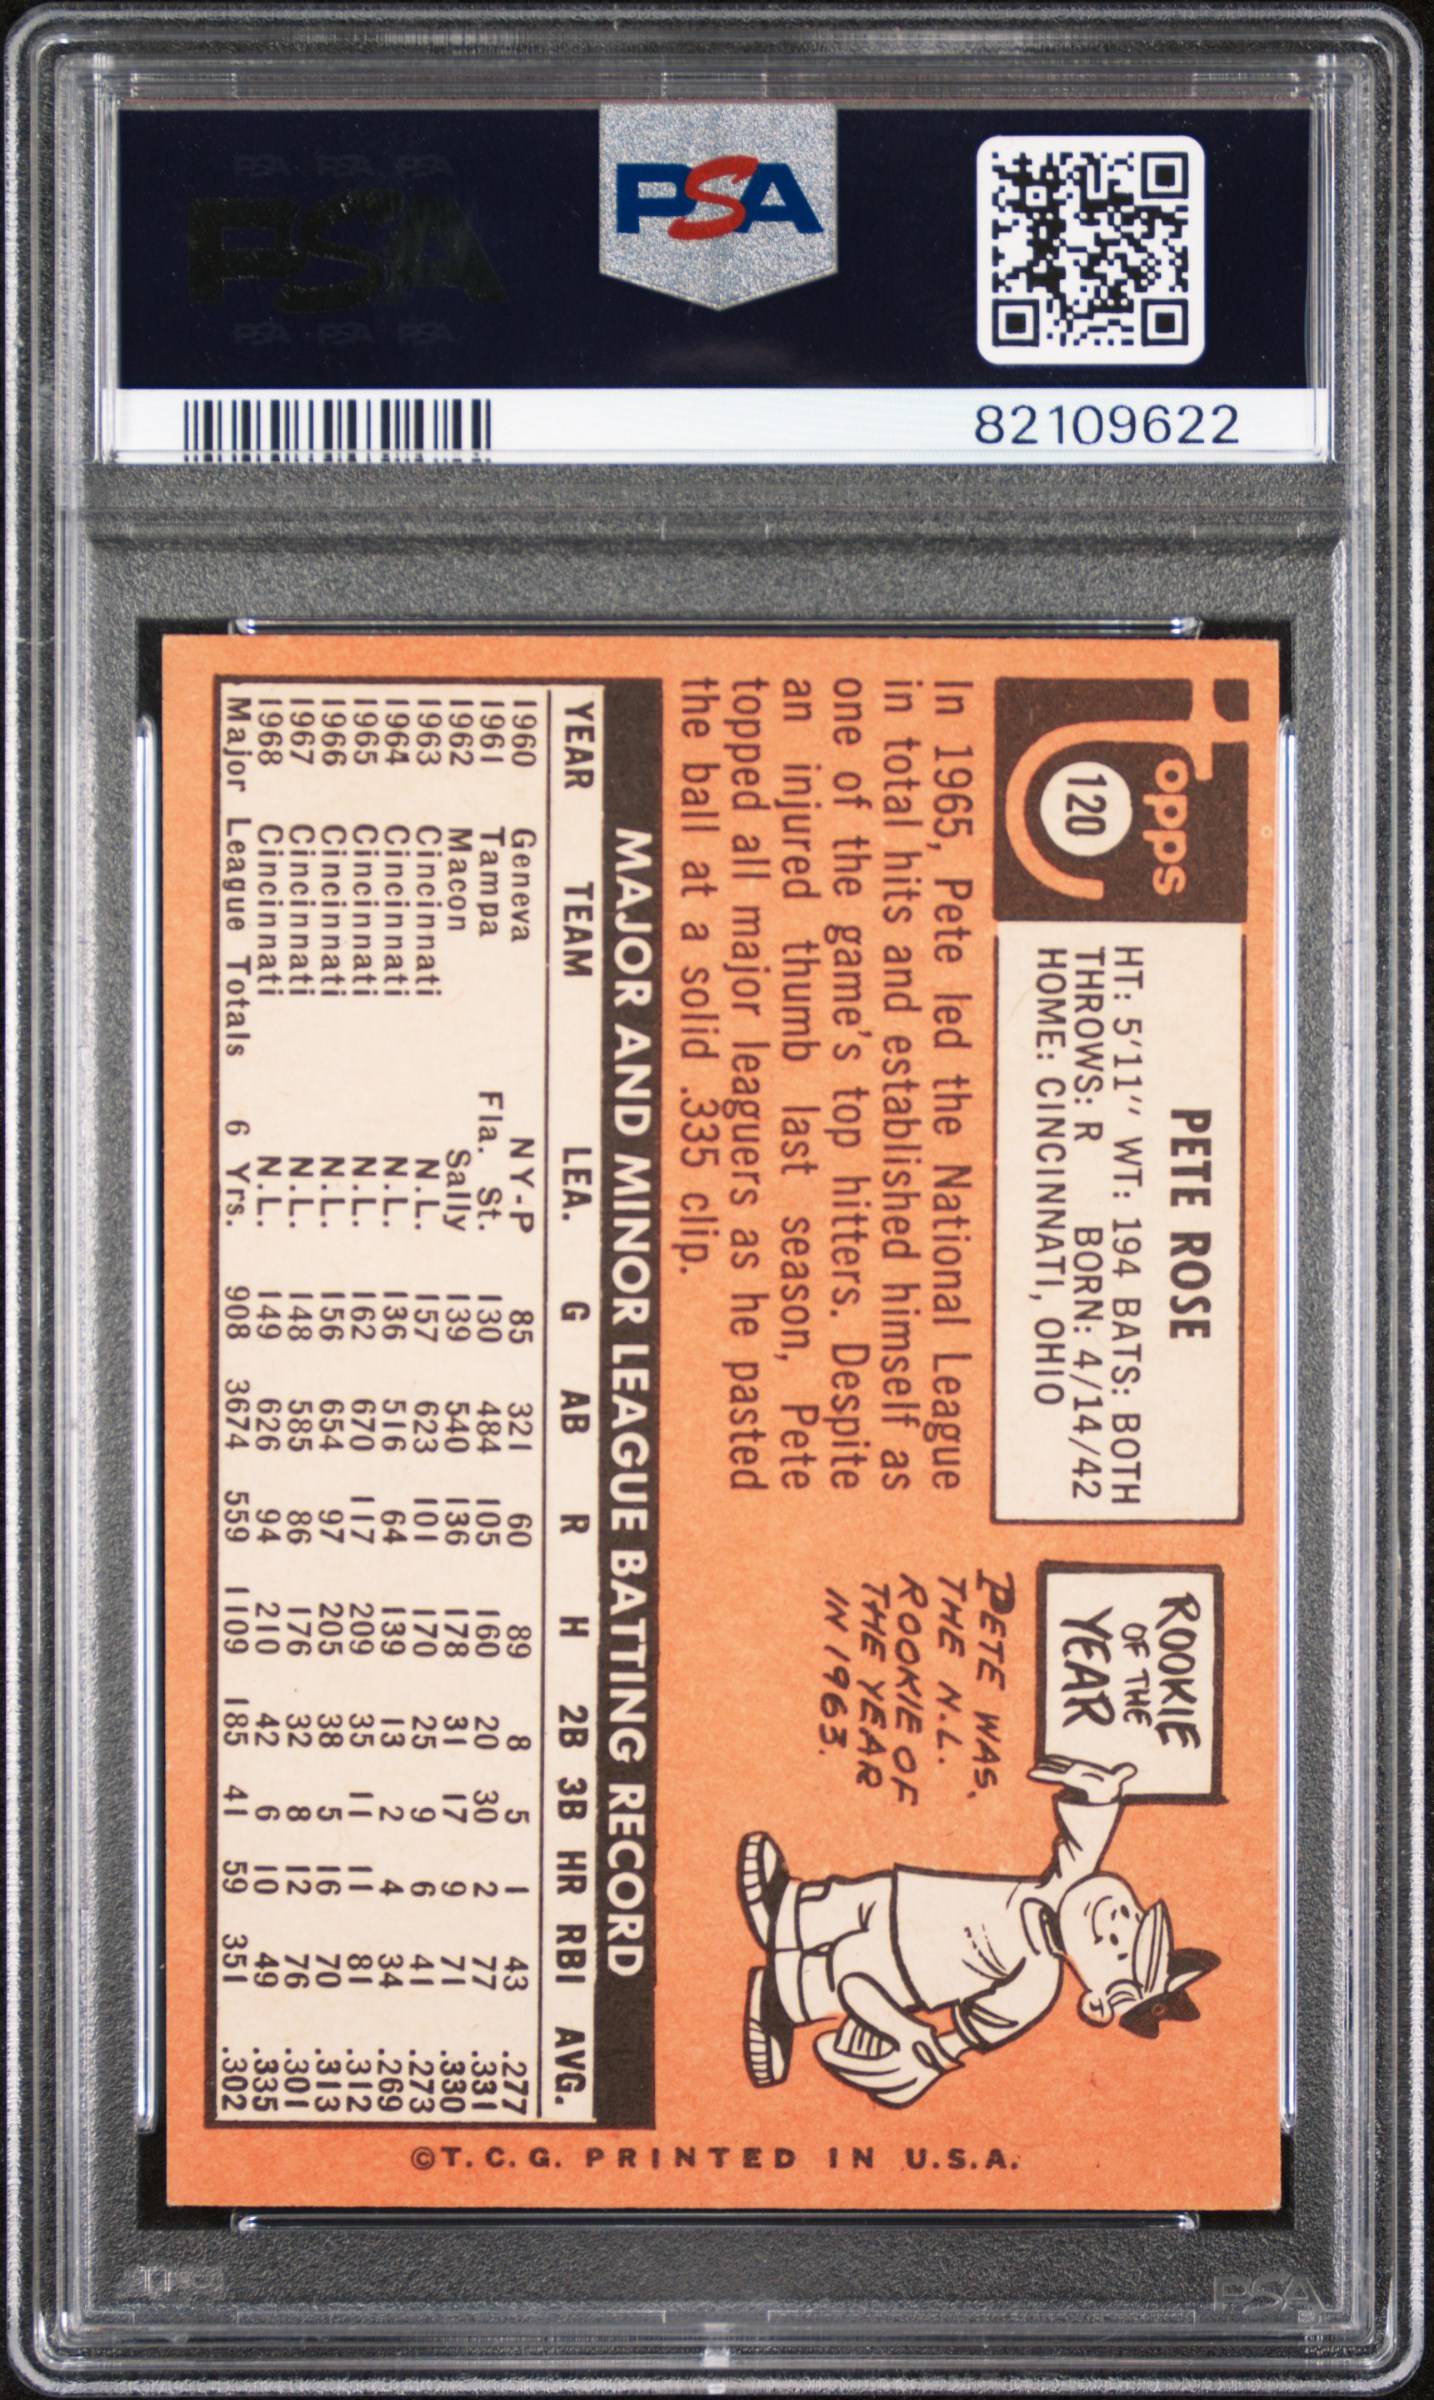 PSA PSA PSA
PSA
PSA PSA PSA
PSA
82109622
Topps
120
PETE ROSE
HT: 5'11" WT: 194 BATS: BOTH
THROWS: R BORN: 4/14/42
HOME: CINCINNATI, OHIO
In 1965, Pete led the National League
in total hits and established himself as
one of the game's top hitters. Despite
an injured thumb last season, Pete
topped all major leaguers as he pasted
the ball at a solid .335 clip.
ROOKIE
OF THE
YEAR
PETE WAS
THE N.L.
ROOKIE OF
THE YEAR
IN 1963.
MAJOR AND MINOR LEAGUE BATTING RECORD
YEAR TEAM LEA. G AB R H 2B 3B HR RBI AVG.
1960 Geneva NY-P 85 321 60 89 8 5 1 43 .277
1961 Tampa Fla. St. 130 484 105 160 20 30 2 77 .331
1962 Macon Sally 139 540 136 178 31 17 9 71 .330
1963 Cincinnati N.L. 157 623 101 170 25 9 6 41 .273
1964 Cincinnati N.L. 136 516 64 139 13 2 4 34 .269
1965 Cincinnati N.L. 162 670 117 209 35 11 11 81 .312
1966 Cincinnati N.L. 156 654 97 205 38 5 16 70 .313
1967 Cincinnati N.L. 148 585 86 176 32 8 12 76 .301
1968 Cincinnati N.L. 149 626 94 210 42 6 10 49 .335
Major League Totals 6 Yrs. 908 3674 559 1109 185 41 59 351 .302
©T.C.G. PRINTED IN U.S.A.
PSA